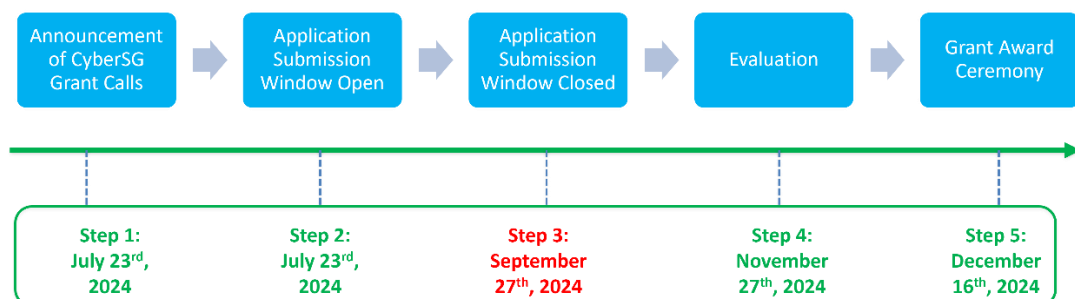 Announcement
of CyberSG
Grant Calls
Application
Submission
Window Open
Application
Submission
Window Closed
Evaluation
Grant Award
Ceremony
Step 1:
July 23rd,
2024
Step 2:
July 23rd,
2024
Step 3:
September
27th, 2024
Step 4:
November
27th, 2024
Step 5:
December
16th, 2024